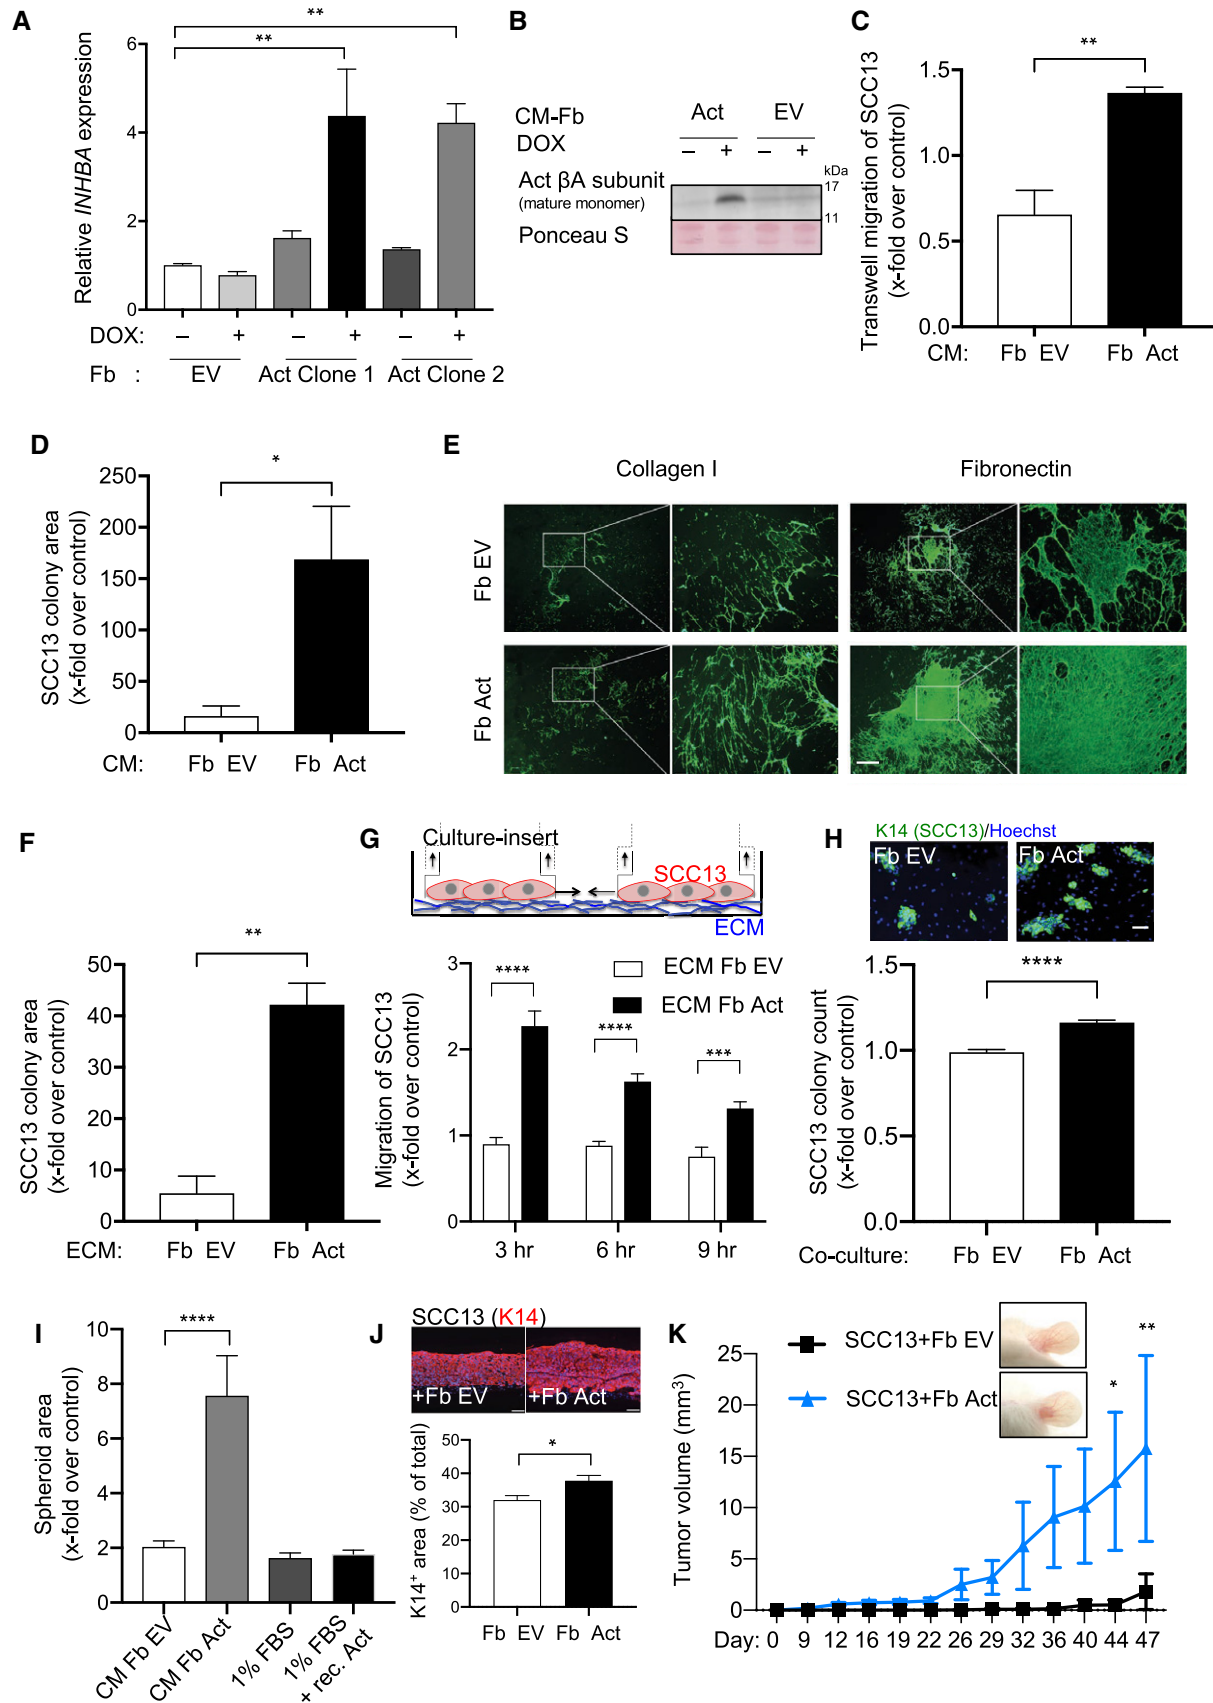 A
Relative INHBA expression
6
4
2
0
**
**
DOX: – + – + – +
Fb : EV Act Clone 1 Act Clone 2
B
CM-Fb Act EV
DOX – + – +
kDa
Act βA subunit 17
(mature monomer)
11
Ponceau S
C
Transwell migration of SCC13
(x-fold over control)
1.5
1.0
0.5
0.0
**
CM: Fb EV Fb Act
D
SCC13 colony area
(x-fold over control)
250
200
150
100
50
0
*
CM: Fb EV Fb Act
E
Collagen I Fibronectin
Fb EV
Fb Act
F
SCC13 colony area
(x-fold over control)
50
40
30
20
10
0
**
ECM: Fb EV Fb Act
G
Culture-insert
SCC13
ECM
Migration of SCC13
(x-fold over control)
3
2
1
0
ECM Fb EV
ECM Fb Act
****
****
***
3 hr 6 hr 9 hr
H
K14 (SCC13)/Hoechst
Fb EV Fb Act
SCC13 colony count
(x-fold over control)
1.5
1.0
0.5
0.0
****
Co-culture: Fb EV Fb Act
I
Spheroid area
(x-fold over control)
10
8
6
4
2
0
****
CM Fb EV
CM Fb Act
1% FBS
1% FBS
+ rec. Act
J
SCC13 (K14)
+Fb EV +Fb Act
K14+ area (% of total)
50
40
30
20
10
0
*
Fb EV Fb Act
K
Tumor volume (mm³)
25
20
15
10
5
0
SCC13+Fb EV
SCC13+Fb Act
*
**
Day: 0 9 12 16 19 22 26 29 32 36 40 44 47